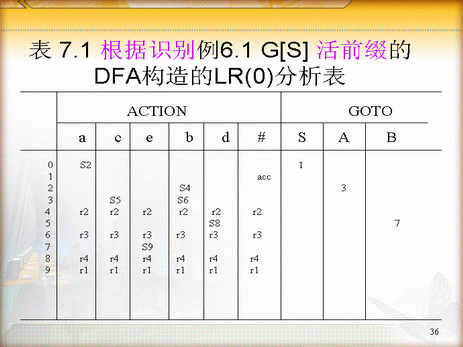 表 7.1 根据识别例6.1 G[S] 活前缀的
DFA构造的LR(0)分析表
ACTION GOTO
a c e b d # S A B
0 S2 1
1 acc
2 S4 3
3 S5 S6
4 r2 r2 r2 r2 r2 r2
5 S8 7
6 r3 r3 r3 r3 r3 r3
7 S9
8 r4 r4 r4 r4 r4 r4
9 r1 r1 r1 r1 r1 r1
36